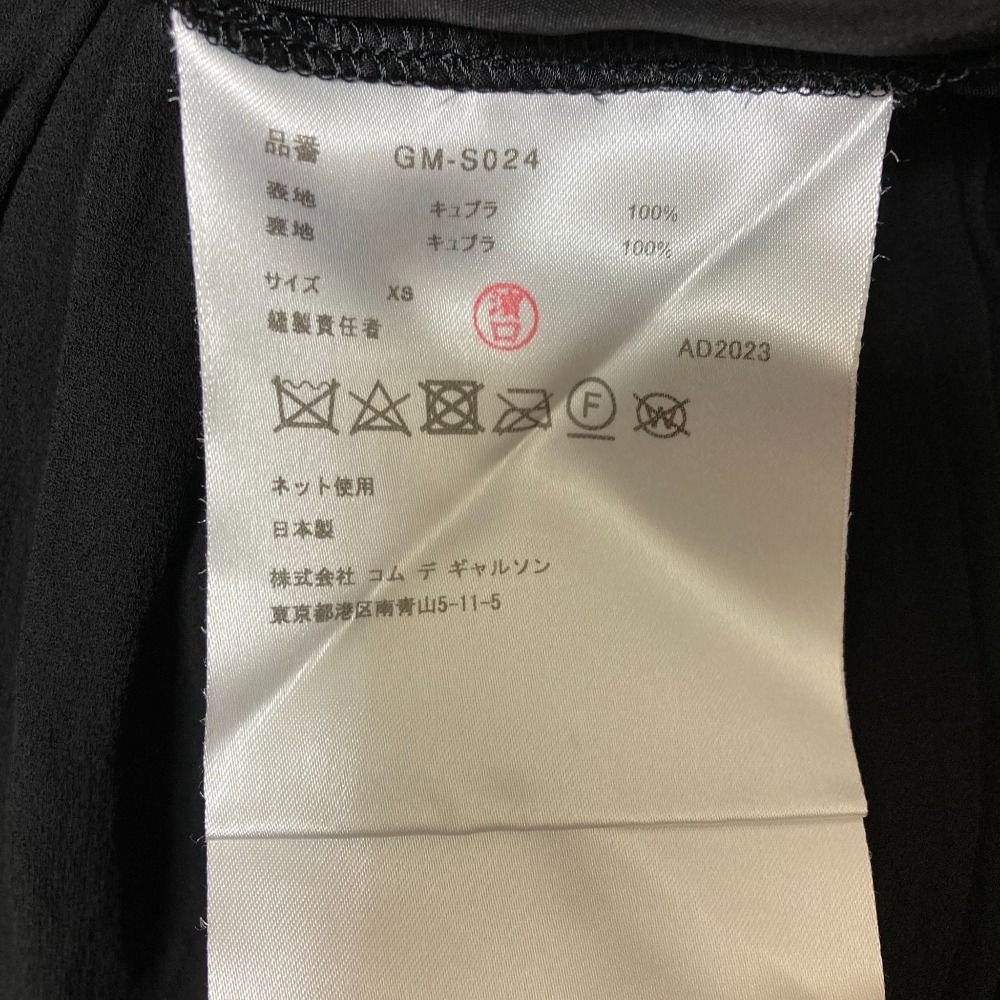 品番 GM-S024
表地 キュプラ 100%
裏地 キュプラ 100%
サイズ XS
縫製責任者 濱口
AD2023
F
W
ネット使用
日本製
株式会社 コム デ ギャルソン
東京都港区南青山5-11-5